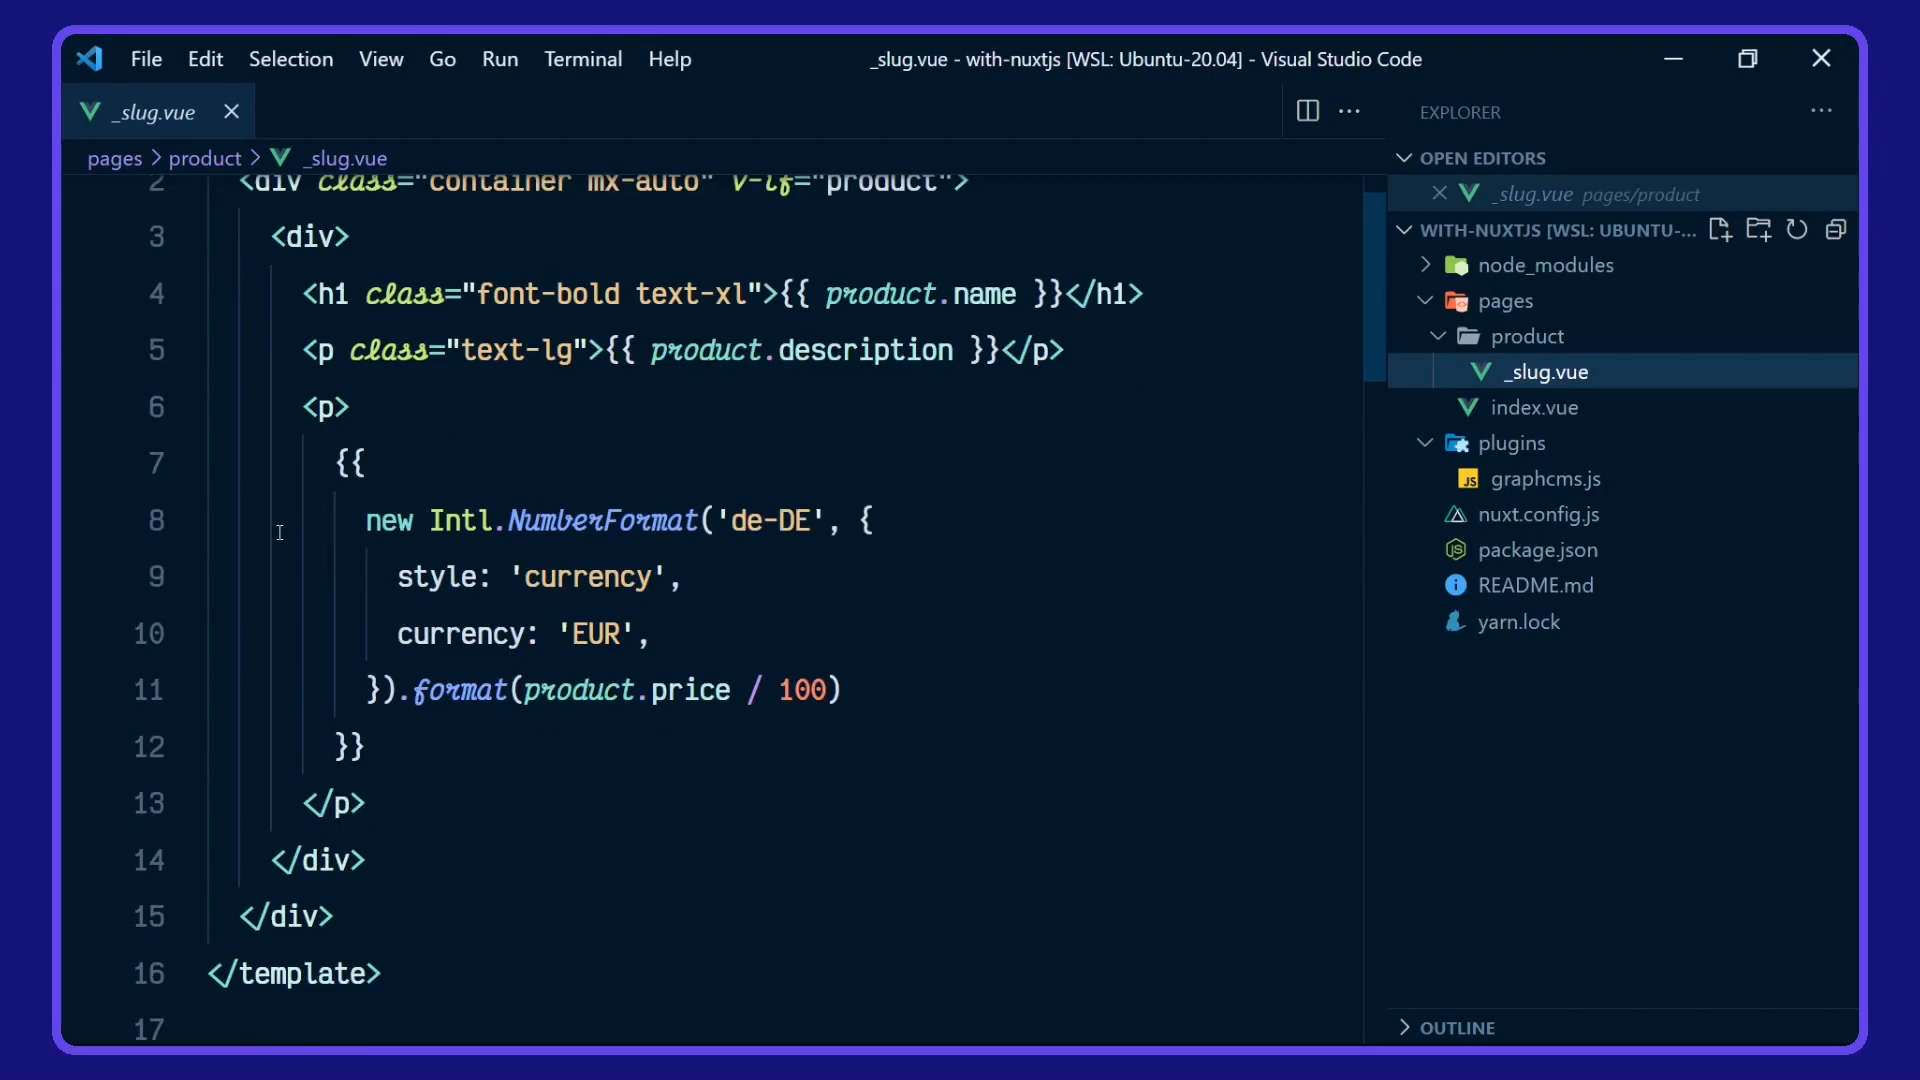 File Edit Selection View Go Run Terminal Help
_slug.vue - with-nuxtjs [WSL: Ubuntu-20.04] - Visual Studio Code
_slug.vue
pages > product > _slug.vue
2 <div class="container mx-auto" v-if="product">
3 <div>
4 <h1 class="font-bold text-xl">{{ product.name }}</h1>
5 <p class="text-lg">{{ product.description }}</p>
6 <p>
7 {{
8 new Intl.NumberFormat('de-DE', {
9 style: 'currency',
10 currency: 'EUR',
11 }).format(product.price / 100)
12 }}
13 </p>
14 </div>
15 </div>
16 </template>
17
EXPLORER
OPEN EDITORS
_slug.vue pages/product
WITH-NUXTJS [WSL: UBUNTU-...
node_modules
pages
product
_slug.vue
index.vue
plugins
JS graphcms.js
nuxt.config.js
package.json
README.md
yarn.lock
OUTLINE